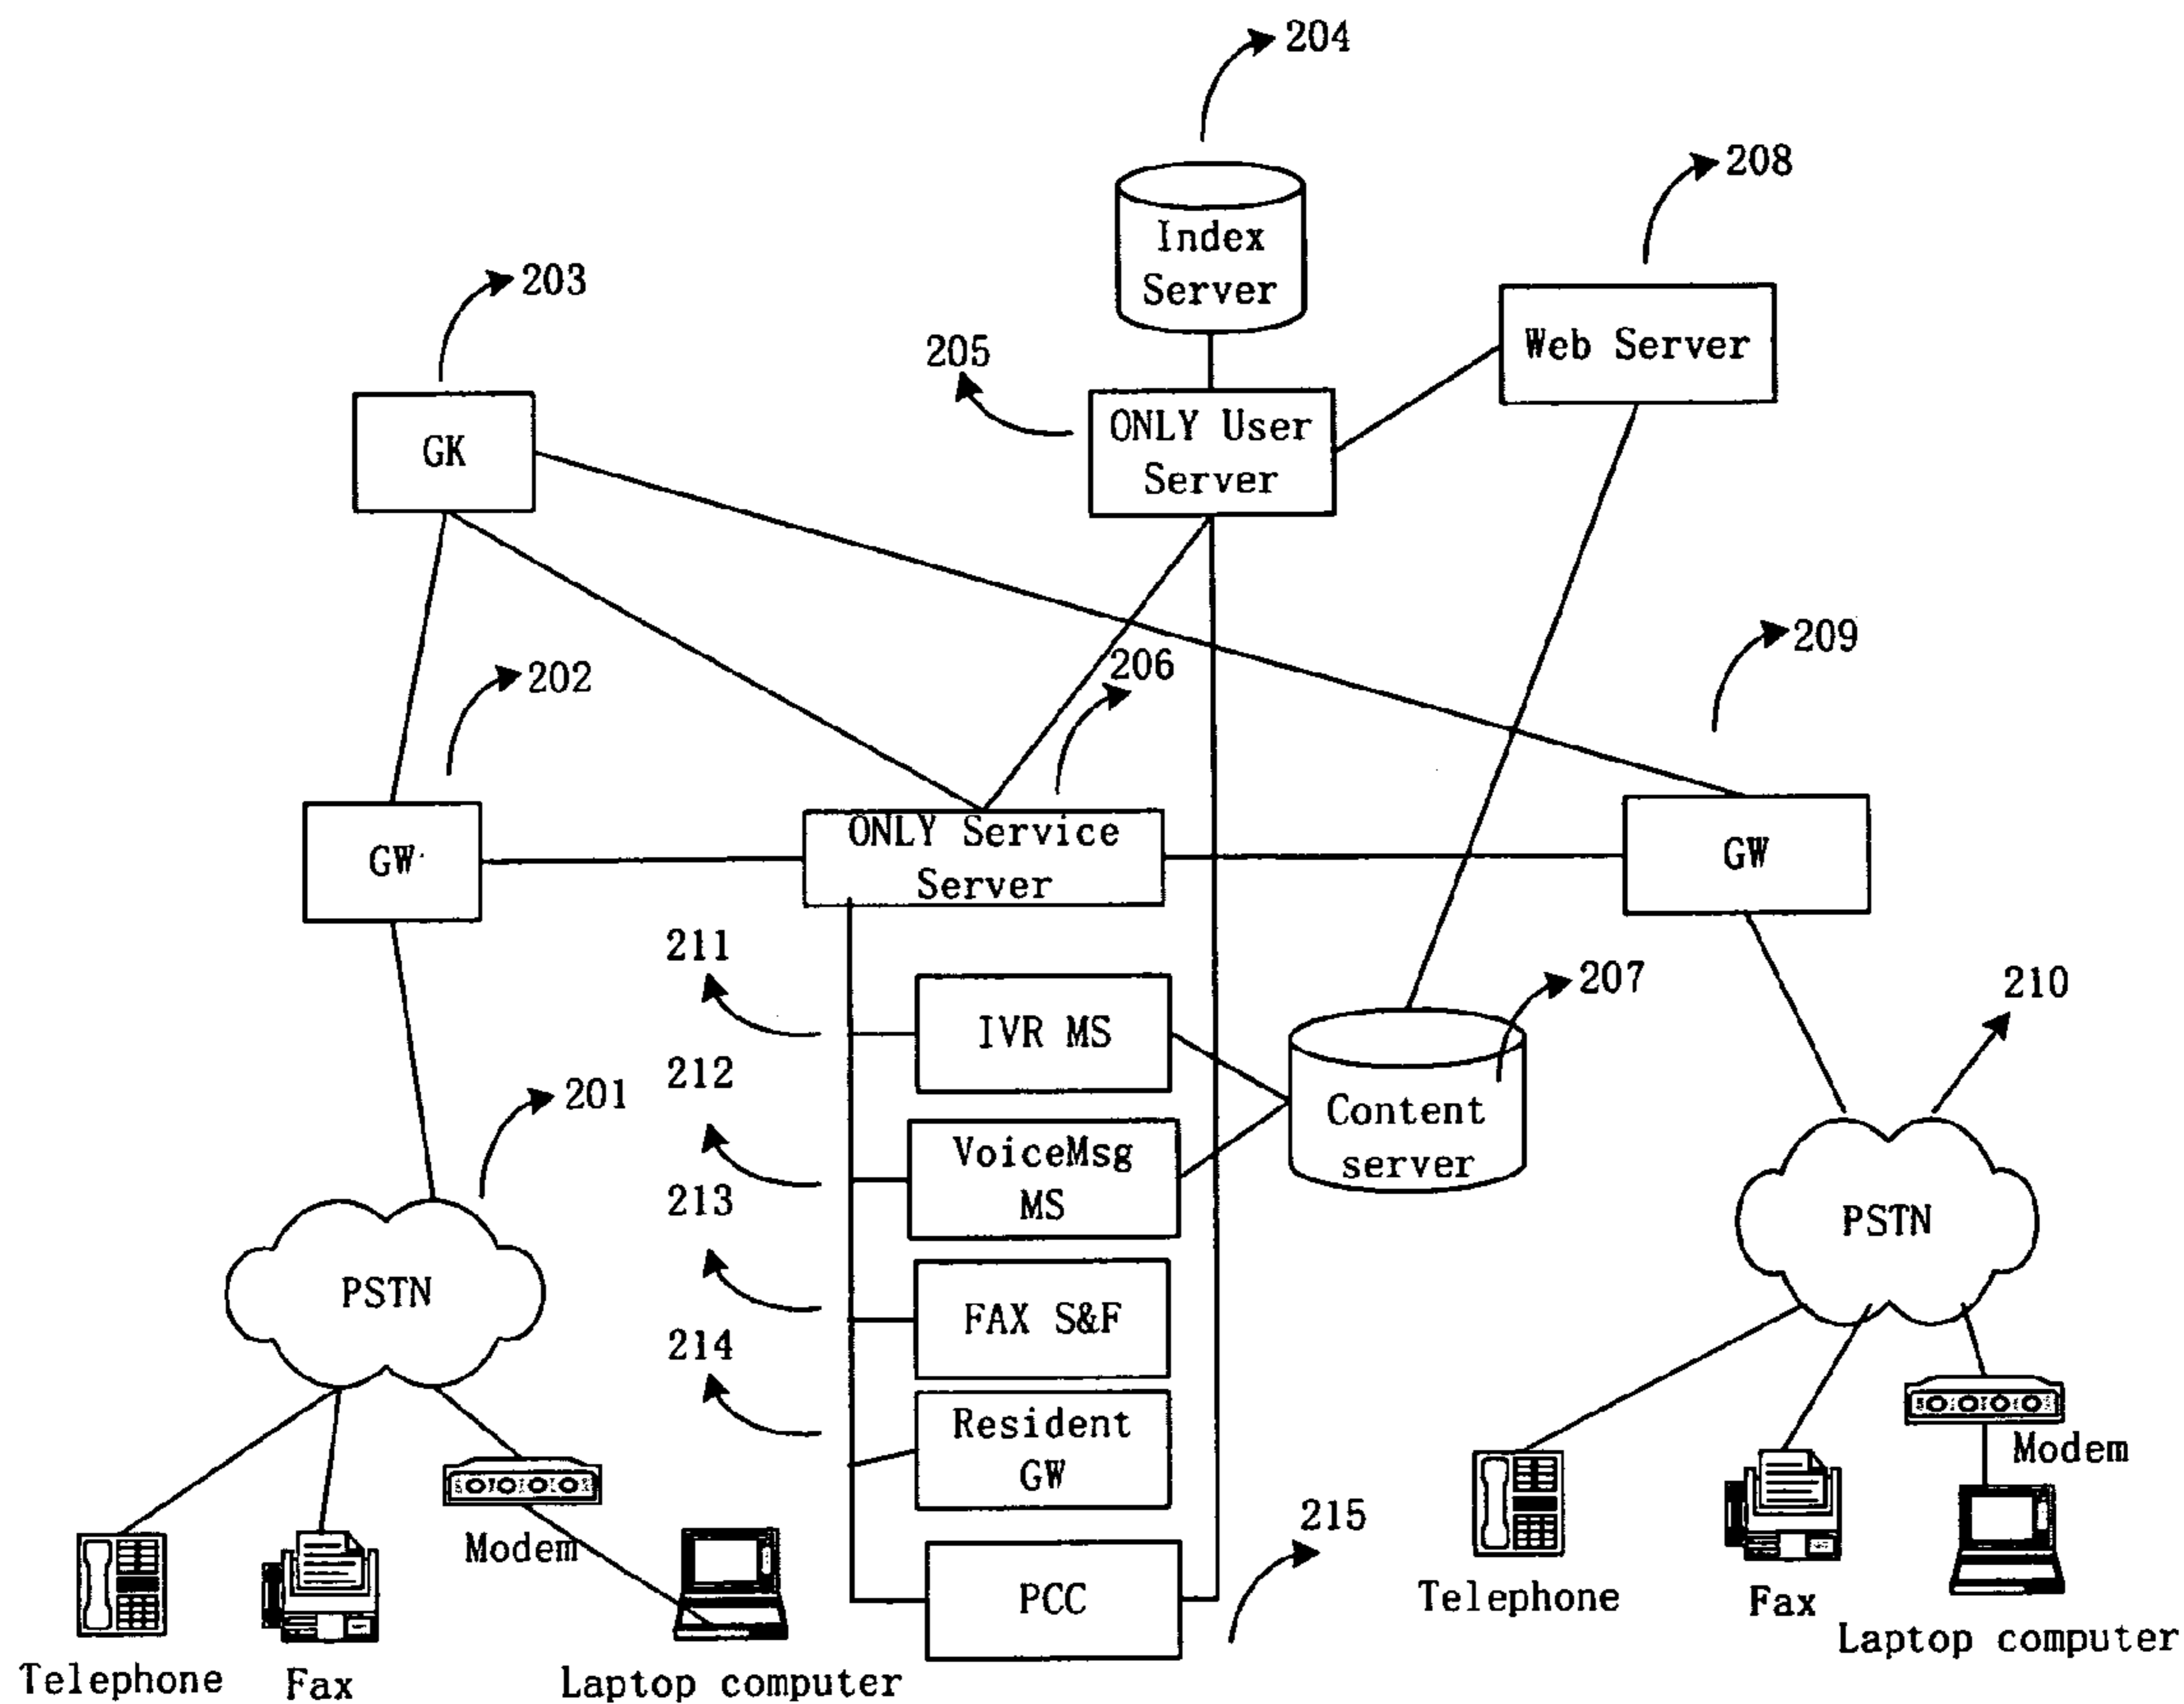 204
208
Index
Server
203
Web Server
205
ONLY User
Server
GK
209
206
202
ONLY Service
Server
GW
GW
211
207
210
IVR MS
212
201
Content
server
VoiceMsg
MS
213
PSTN
PSTN
FAX S&F
214
Resident
GW
Modem
215
Modem
PCC
Telephone
Fax
Laptop computer
Telephone
Fax
Laptop computer